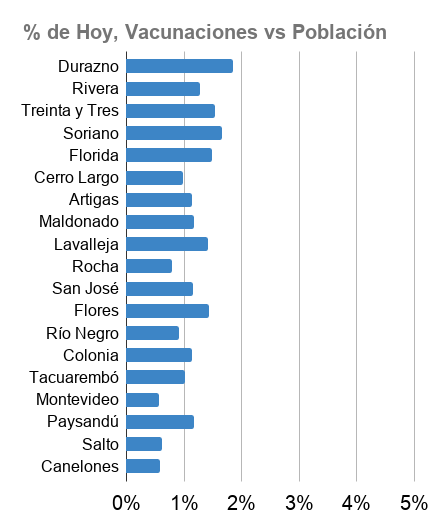 % de Hoy, Vacunaciones vs Población
Durazno
Rivera
Treinta y Tres
Soriano
Florida
Cerro Largo
Artigas
Maldonado
Lavalleja
Rocha
San José
Flores
Río Negro
Colonia
Tacuarembó
Montevideo
Paysandú
Salto
Canelones
0% 1% 2% 3% 4% 5%